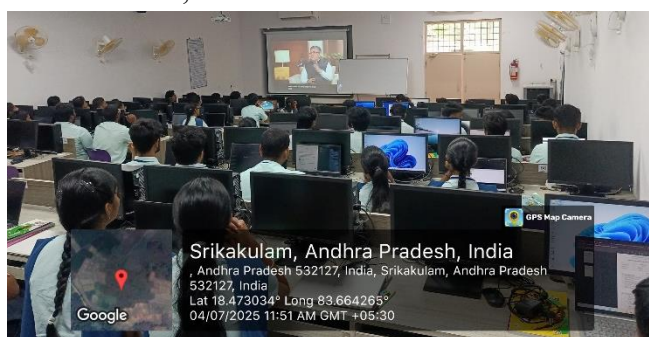 GPS Map Camera
Srikakulam, Andhra Pradesh, India
, Andhra Pradesh 532127, India, Srikakulam, Andhra Pradesh
532127, India
Lat 18.473034° Long 83.664265°
04/07/2025 11:51 AM GMT +05:30
Google